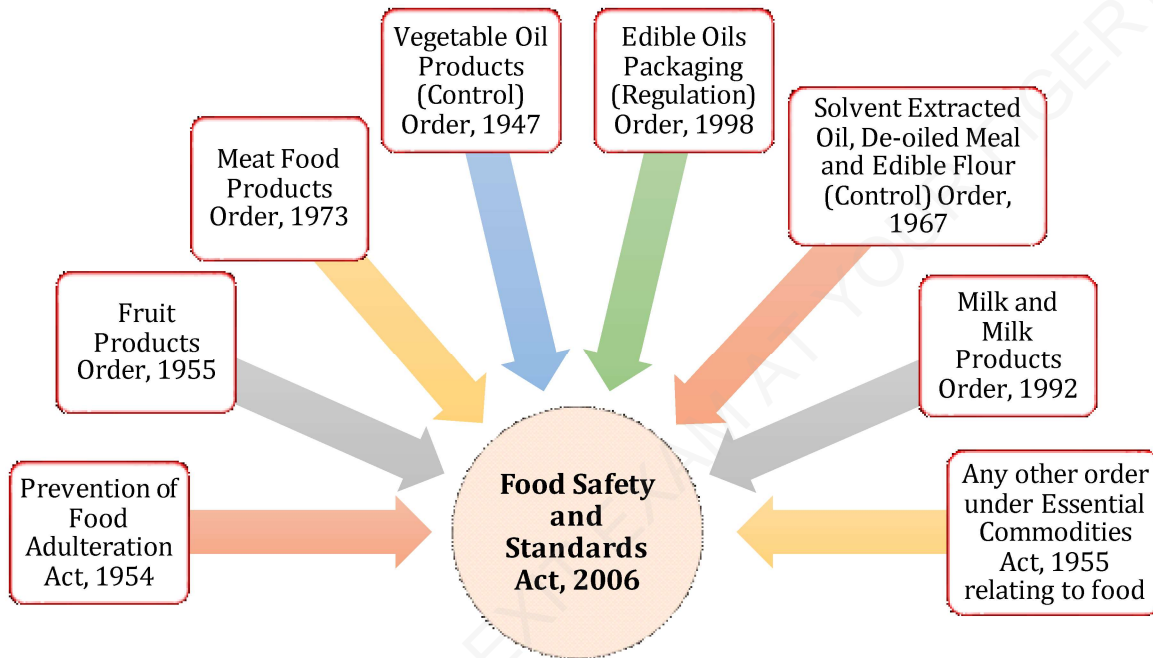 Vegetable Oil
Products
(Control)
Order, 1947
Edible Oils
Packaging
(Regulation)
Order, 1998
Solvent Extracted
Oil, De-oiled Meal
and Edible Flour
(Control) Order,
1967
Meat Food
Products
Order, 1973
Fruit
Products
Order, 1955
Milk and
Milk
Products
Order, 1992
Prevention of
Food
Adulteration
Act, 1954
Food Safety
and
Standards
Act, 2006
Any other order
under Essential
Commodities
Act, 1955
relating to food